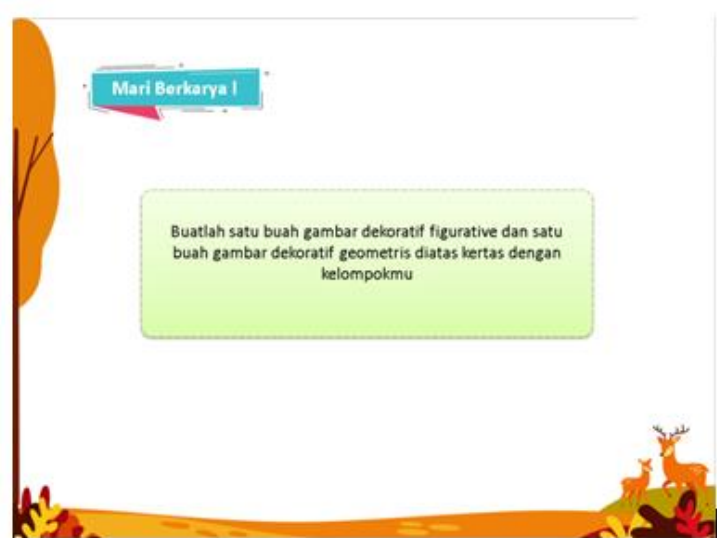 Mari Berkarya I
Buatlah satu buah gambar dekoratif figurative dan satu
buah gambar dekoratif geometris diatas kertas dengan
kelompokmu